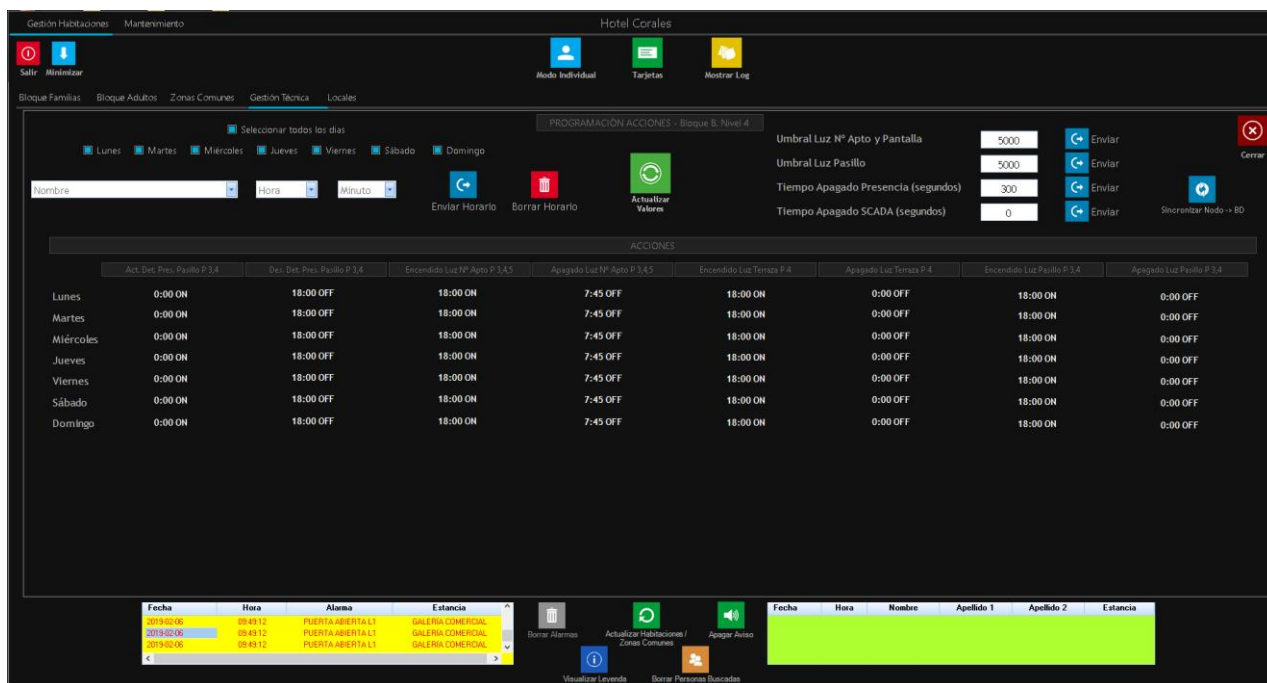 Gestión Habitaciones Mantenimiento Hotel Corales
Salir Minimizar Modo Individual Tarjetas Mostrar Log
Bloque Familias Bloque Adultos Zonas Comunes Gestión Técnica Locales
PROGRAMACIÓN ACCIONES - Bloque B, Nivel 4
Seleccionar todos los dias
Lunes Martes Miércoles Jueves Viernes Sábado Domingo
Nombre Hora Minuto
Enviar Horario Borrar Horario
Actualizar
Valores
Umbral Luz Nº Apto y Pantalla 5000 Enviar
Umbral Luz Pasillo 5000 Enviar
Tiempo Apagado Presencia (segundos) 300 Enviar
Tiempo Apagado SCADA (segundos) 0 Enviar
Cerrar
Sincronizar Nodo -> BD
ACCIONES
Act. Det. Pres. Pasillo P 3,4 Des. Det. Pres. Pasillo P 3,4 Encendido Luz Nº Apto P 3,4,5 Apagado Luz Nº Apto P 3,4,5 Encendido Luz Terraza P 4 Apagado Luz Terraza P 4 Encendido Luz Pasillo P 3,4 Apagado Luz Pasillo P 3,4
Lunes 0:00 ON 18:00 OFF 18:00 ON 7:45 OFF 18:00 ON 0:00 OFF 18:00 ON 0:00 OFF
Martes 0:00 ON 18:00 OFF 18:00 ON 7:45 OFF 18:00 ON 0:00 OFF 18:00 ON 0:00 OFF
Miércoles 0:00 ON 18:00 OFF 18:00 ON 7:45 OFF 18:00 ON 0:00 OFF 18:00 ON 0:00 OFF
Jueves 0:00 ON 18:00 OFF 18:00 ON 7:45 OFF 18:00 ON 0:00 OFF 18:00 ON 0:00 OFF
Viernes 0:00 ON 18:00 OFF 18:00 ON 7:45 OFF 18:00 ON 0:00 OFF 18:00 ON 0:00 OFF
Sábado 0:00 ON 18:00 OFF 18:00 ON 7:45 OFF 18:00 ON 0:00 OFF 18:00 ON 0:00 OFF
Domingo 0:00 ON 18:00 OFF 18:00 ON 7:45 OFF 18:00 ON 0:00 OFF 18:00 ON 0:00 OFF
Fecha Hora Alarma Estancia
2019-02-06 09:49:12 PUERTA ABIERTA L1 GALERÍA COMERCIAL
2019-02-06 09:49:12 PUERTA ABIERTA L1 GALERÍA COMERCIAL
2019-02-06 09:49:12 PUERTA ABIERTA L1 GALERÍA COMERCIAL
Borrar Alarmas
Actualizar Habitaciones /
Zonas Comunes
Apagar Aviso
Visualizar Leyenda Borrar Personas Buscadas
Fecha Hora Nombre Apellido 1 Apellido 2 Estancia